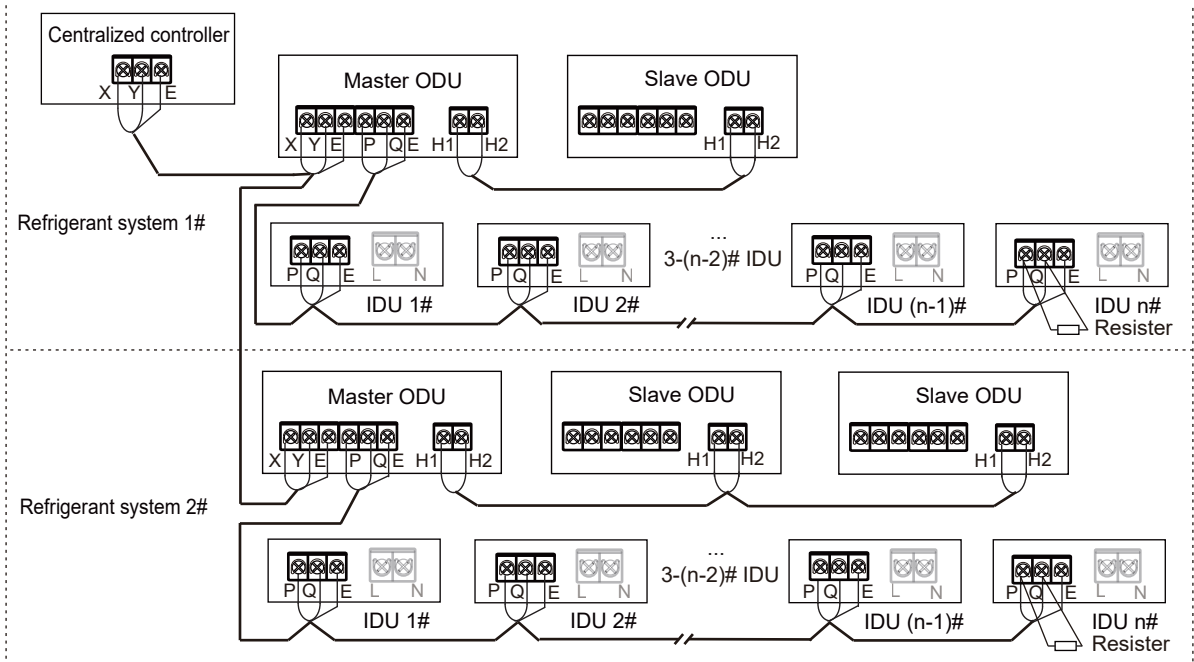 Centralized controller
X Y E
Master ODU
X Y E P Q E H1 H2
Slave ODU
H1 H2
Refrigerant system 1#
P Q E L N
IDU 1#
P Q E L N
IDU 2#
...
3-(n-2)# IDU
P Q E L N
IDU (n-1)#
P Q E L N
IDU n#
Resister
Master ODU
X Y E P Q E H1 H2
Slave ODU
H1 H2
Slave ODU
H1 H2
Refrigerant system 2#
P Q E L N
IDU 1#
P Q E L N
IDU 2#
...
3-(n-2)# IDU
P Q E L N
IDU (n-1)#
P Q E L N
IDU n#
Resister